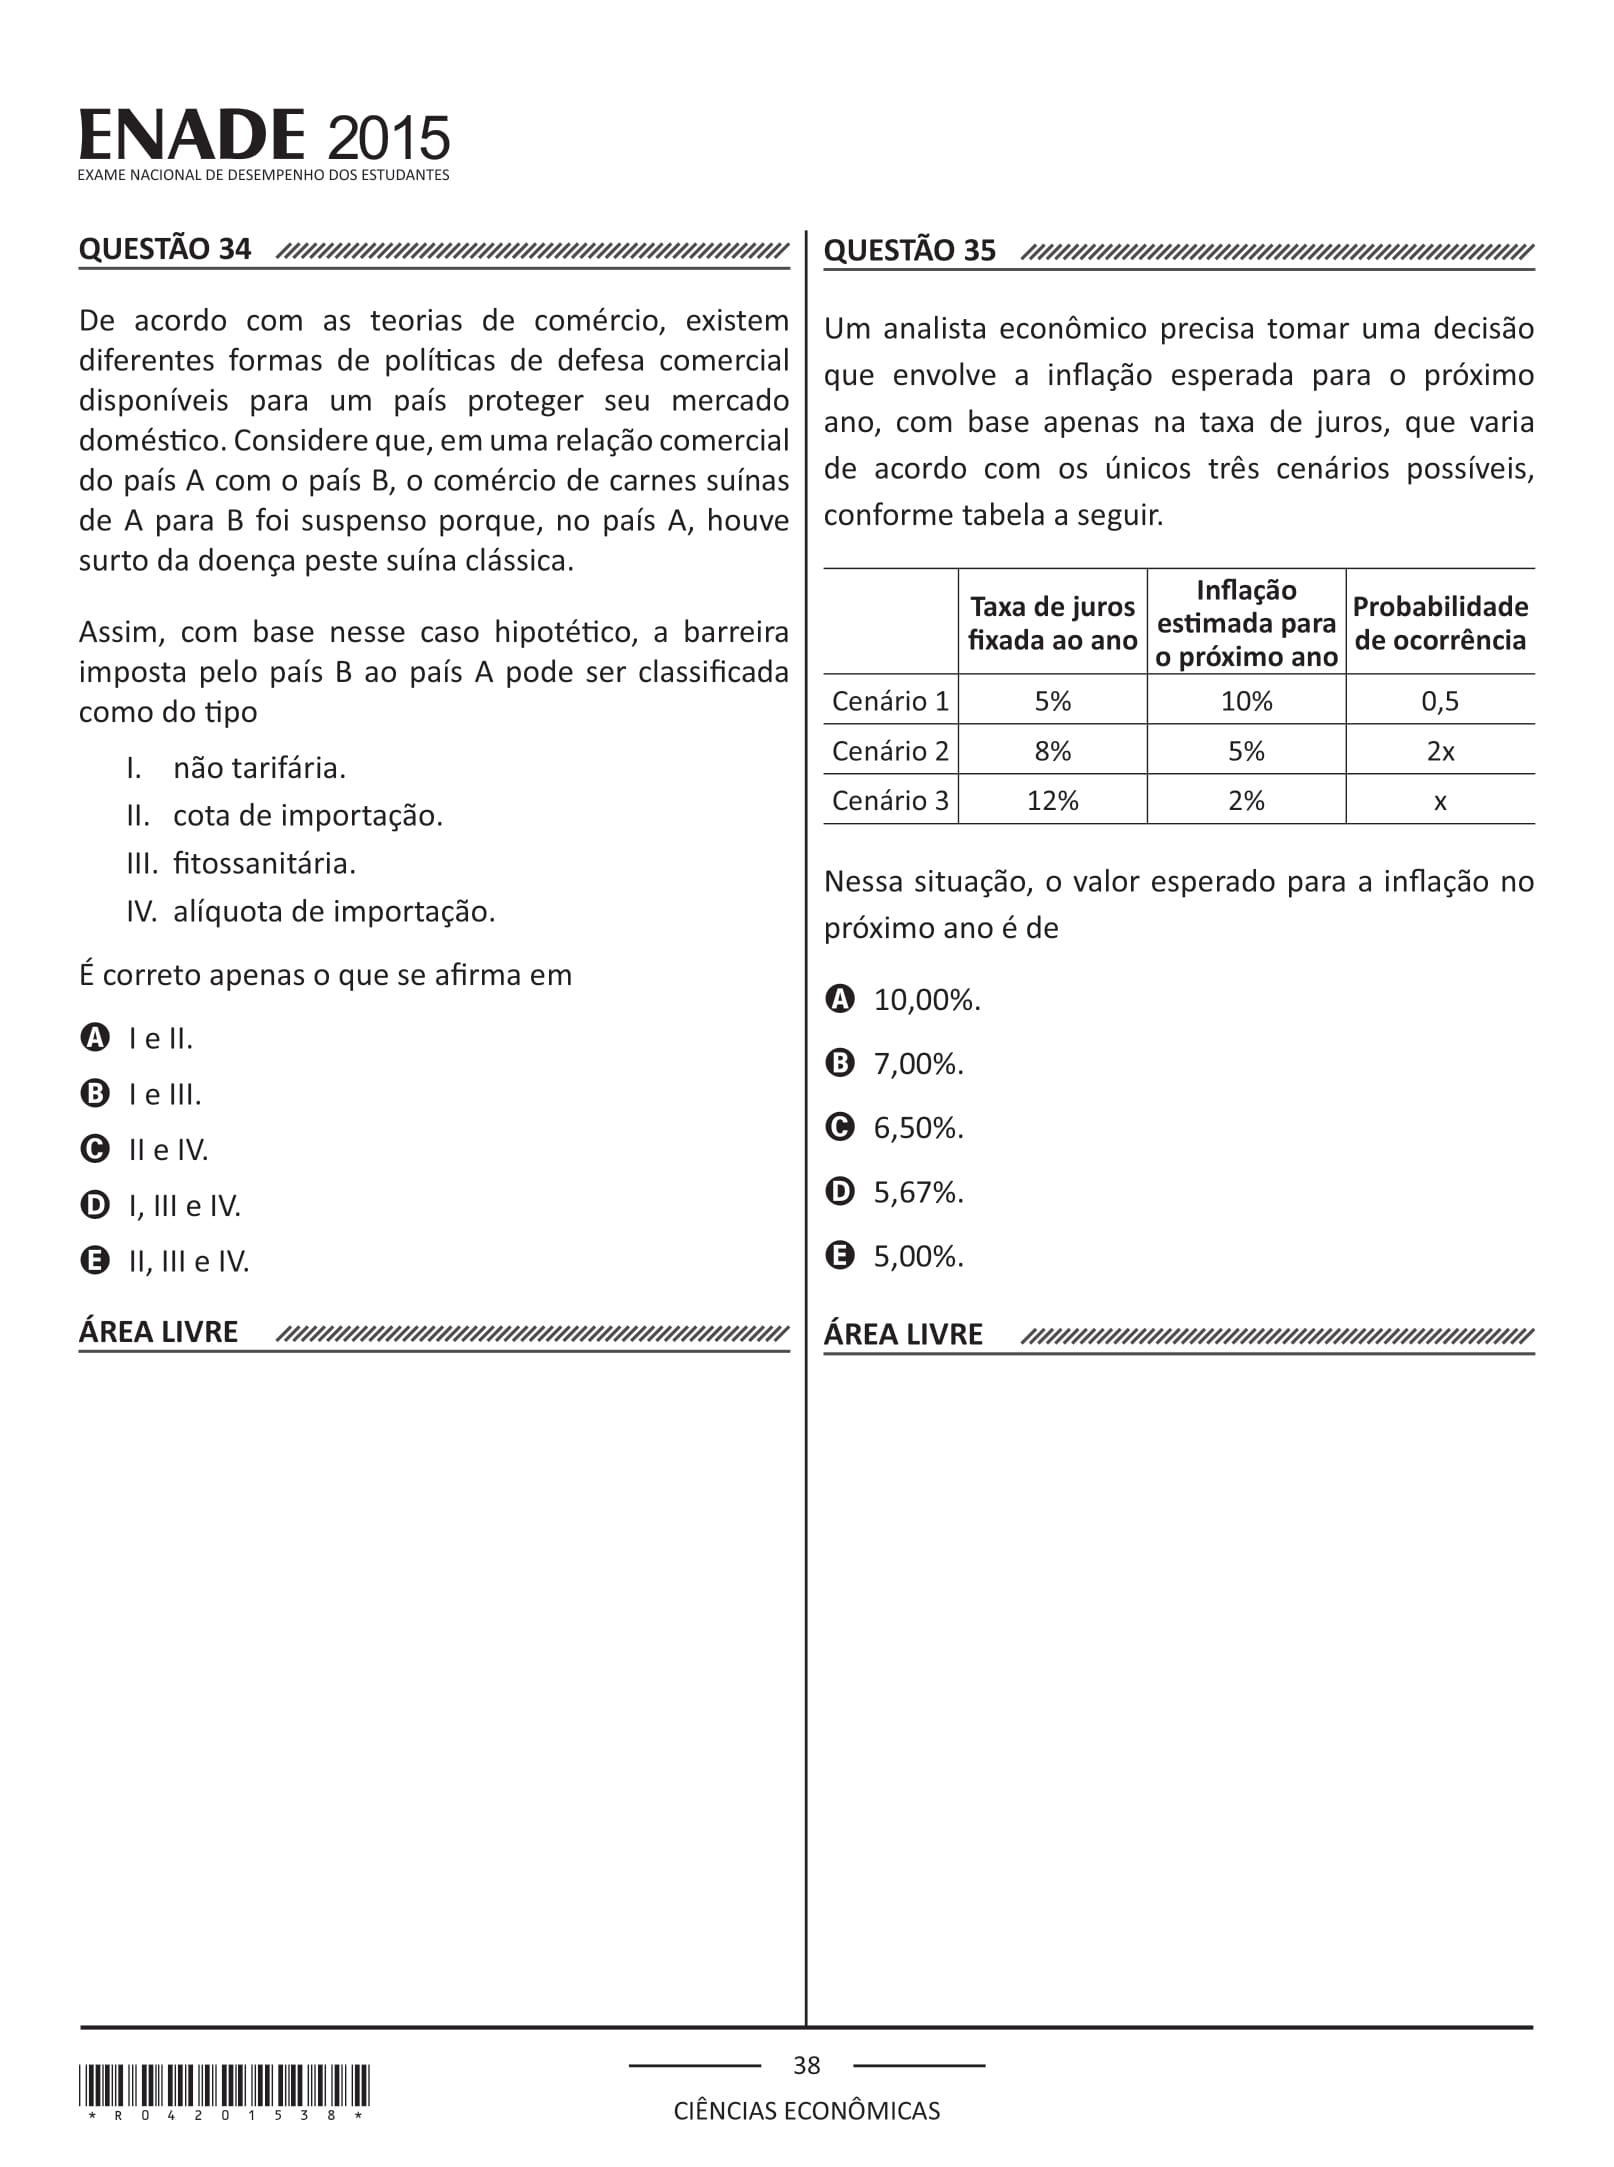 ENADE 2015
EXAME NACIONAL DE DESEMPENHO DOS ESTUDANTES
QUESTÃO 34
De acordo com as teorias de comércio, existem
diferentes formas de políticas de defesa comercial
disponíveis para um país proteger seu mercado
doméstico. Considere que, em uma relação comercial
do país A com o país B, o comércio de carnes suínas
de A para B foi suspenso porque, no país A, houve
surto da doença peste suína clássica.
Assim, com base nesse caso hipotético, a barreira
imposta pelo país B ao país A pode ser classificada
como do tipo
I. não tarifária.
II. cota de importação.
III. fitossanitária.
IV. alíquota de importação.
É correto apenas o que se afirma em
A I e II.
B I e III.
C II e IV.
D I, III e IV.
E II, III e IV.
ÁREA LIVRE
QUESTÃO 35
Um analista econômico precisa tomar uma decisão
que envolve a inflação esperada para o próximo
ano, com base apenas na taxa de juros, que varia
de acordo com os únicos três cenários possíveis,
conforme tabela a seguir.
Taxa de juros
fixada ao ano
Inflação
estimada para
o próximo ano
Probabilidade
de ocorrência
Cenário 1 5% 10% 0,5
Cenário 2 8% 5% 2x
Cenário 3 12% 2% x
Nessa situação, o valor esperado para a inflação no
próximo ano é de
A 10,00%.
B 7,00%.
C 6,50%.
D 5,67%.
E 5,00%.
ÁREA LIVRE
38
CIÊNCIAS ECONÔMICAS
* R 0 4 2 0 1 5 3 8 *